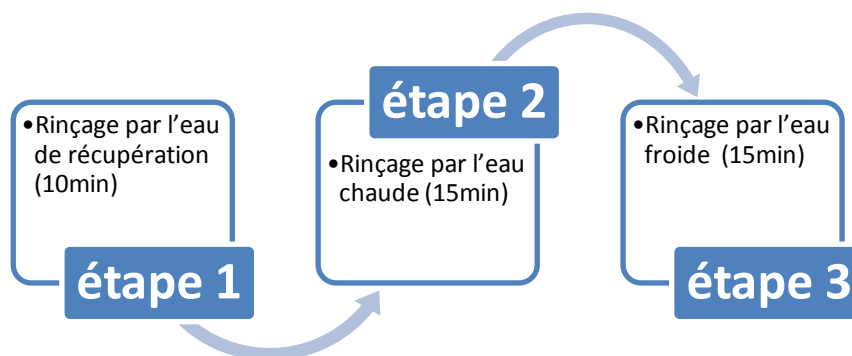 •Rinçage par l’eau
de récupération
(10min)
étape 1
étape 2
•Rinçage par l’eau
chaude (15min)
•Rinçage par l’eau
froide (15min)
étape 3